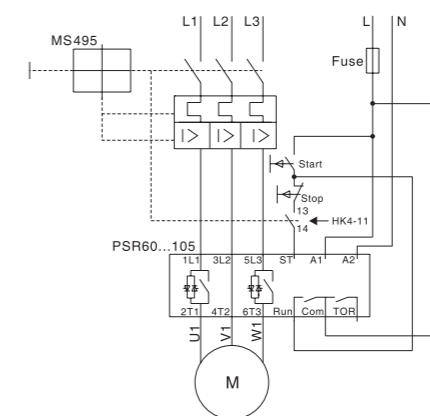 L1 L2 L3 L N
MS495
Fuse
I> I> I>
Start
Stop
13
HK4-11
14
PSR60...105
1L1 3L2 5L3 ST A1 A2
2T1 4T2 6T3 Run Com TOR
U1 V1 W1
M